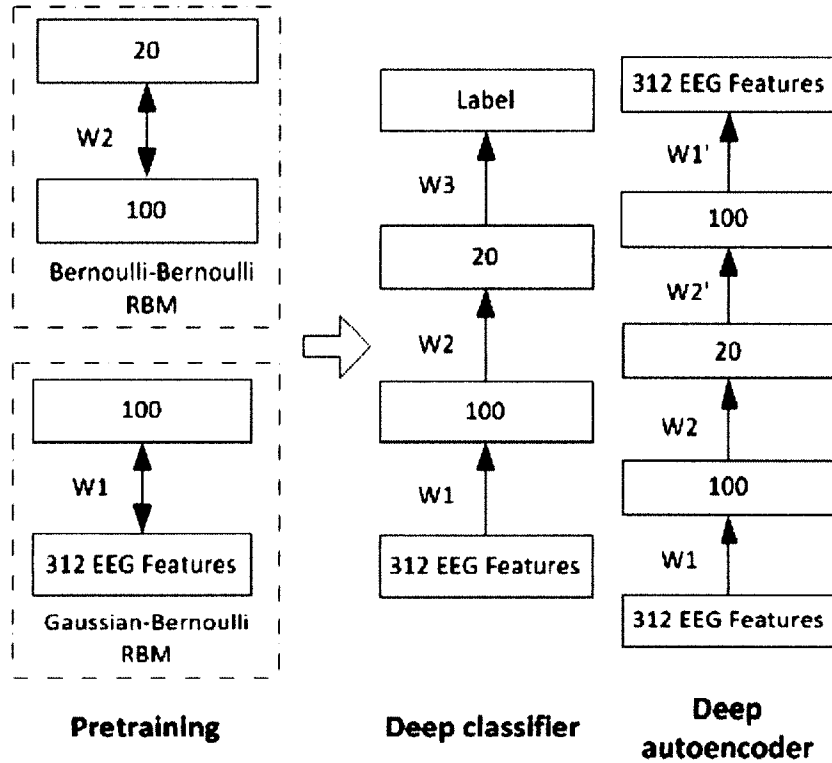 20
W2
100
Bernoulli-Bernoulli
RBM
100
W1
312 EEG Features
Gaussian-Bernoulli
RBM
Pretraining
Label
W3
20
W2
100
W1
312 EEG Features
Deep classifier
312 EEG Features
W1'
100
W2'
20
W2
100
W1
312 EEG Features
Deep
autoencoder